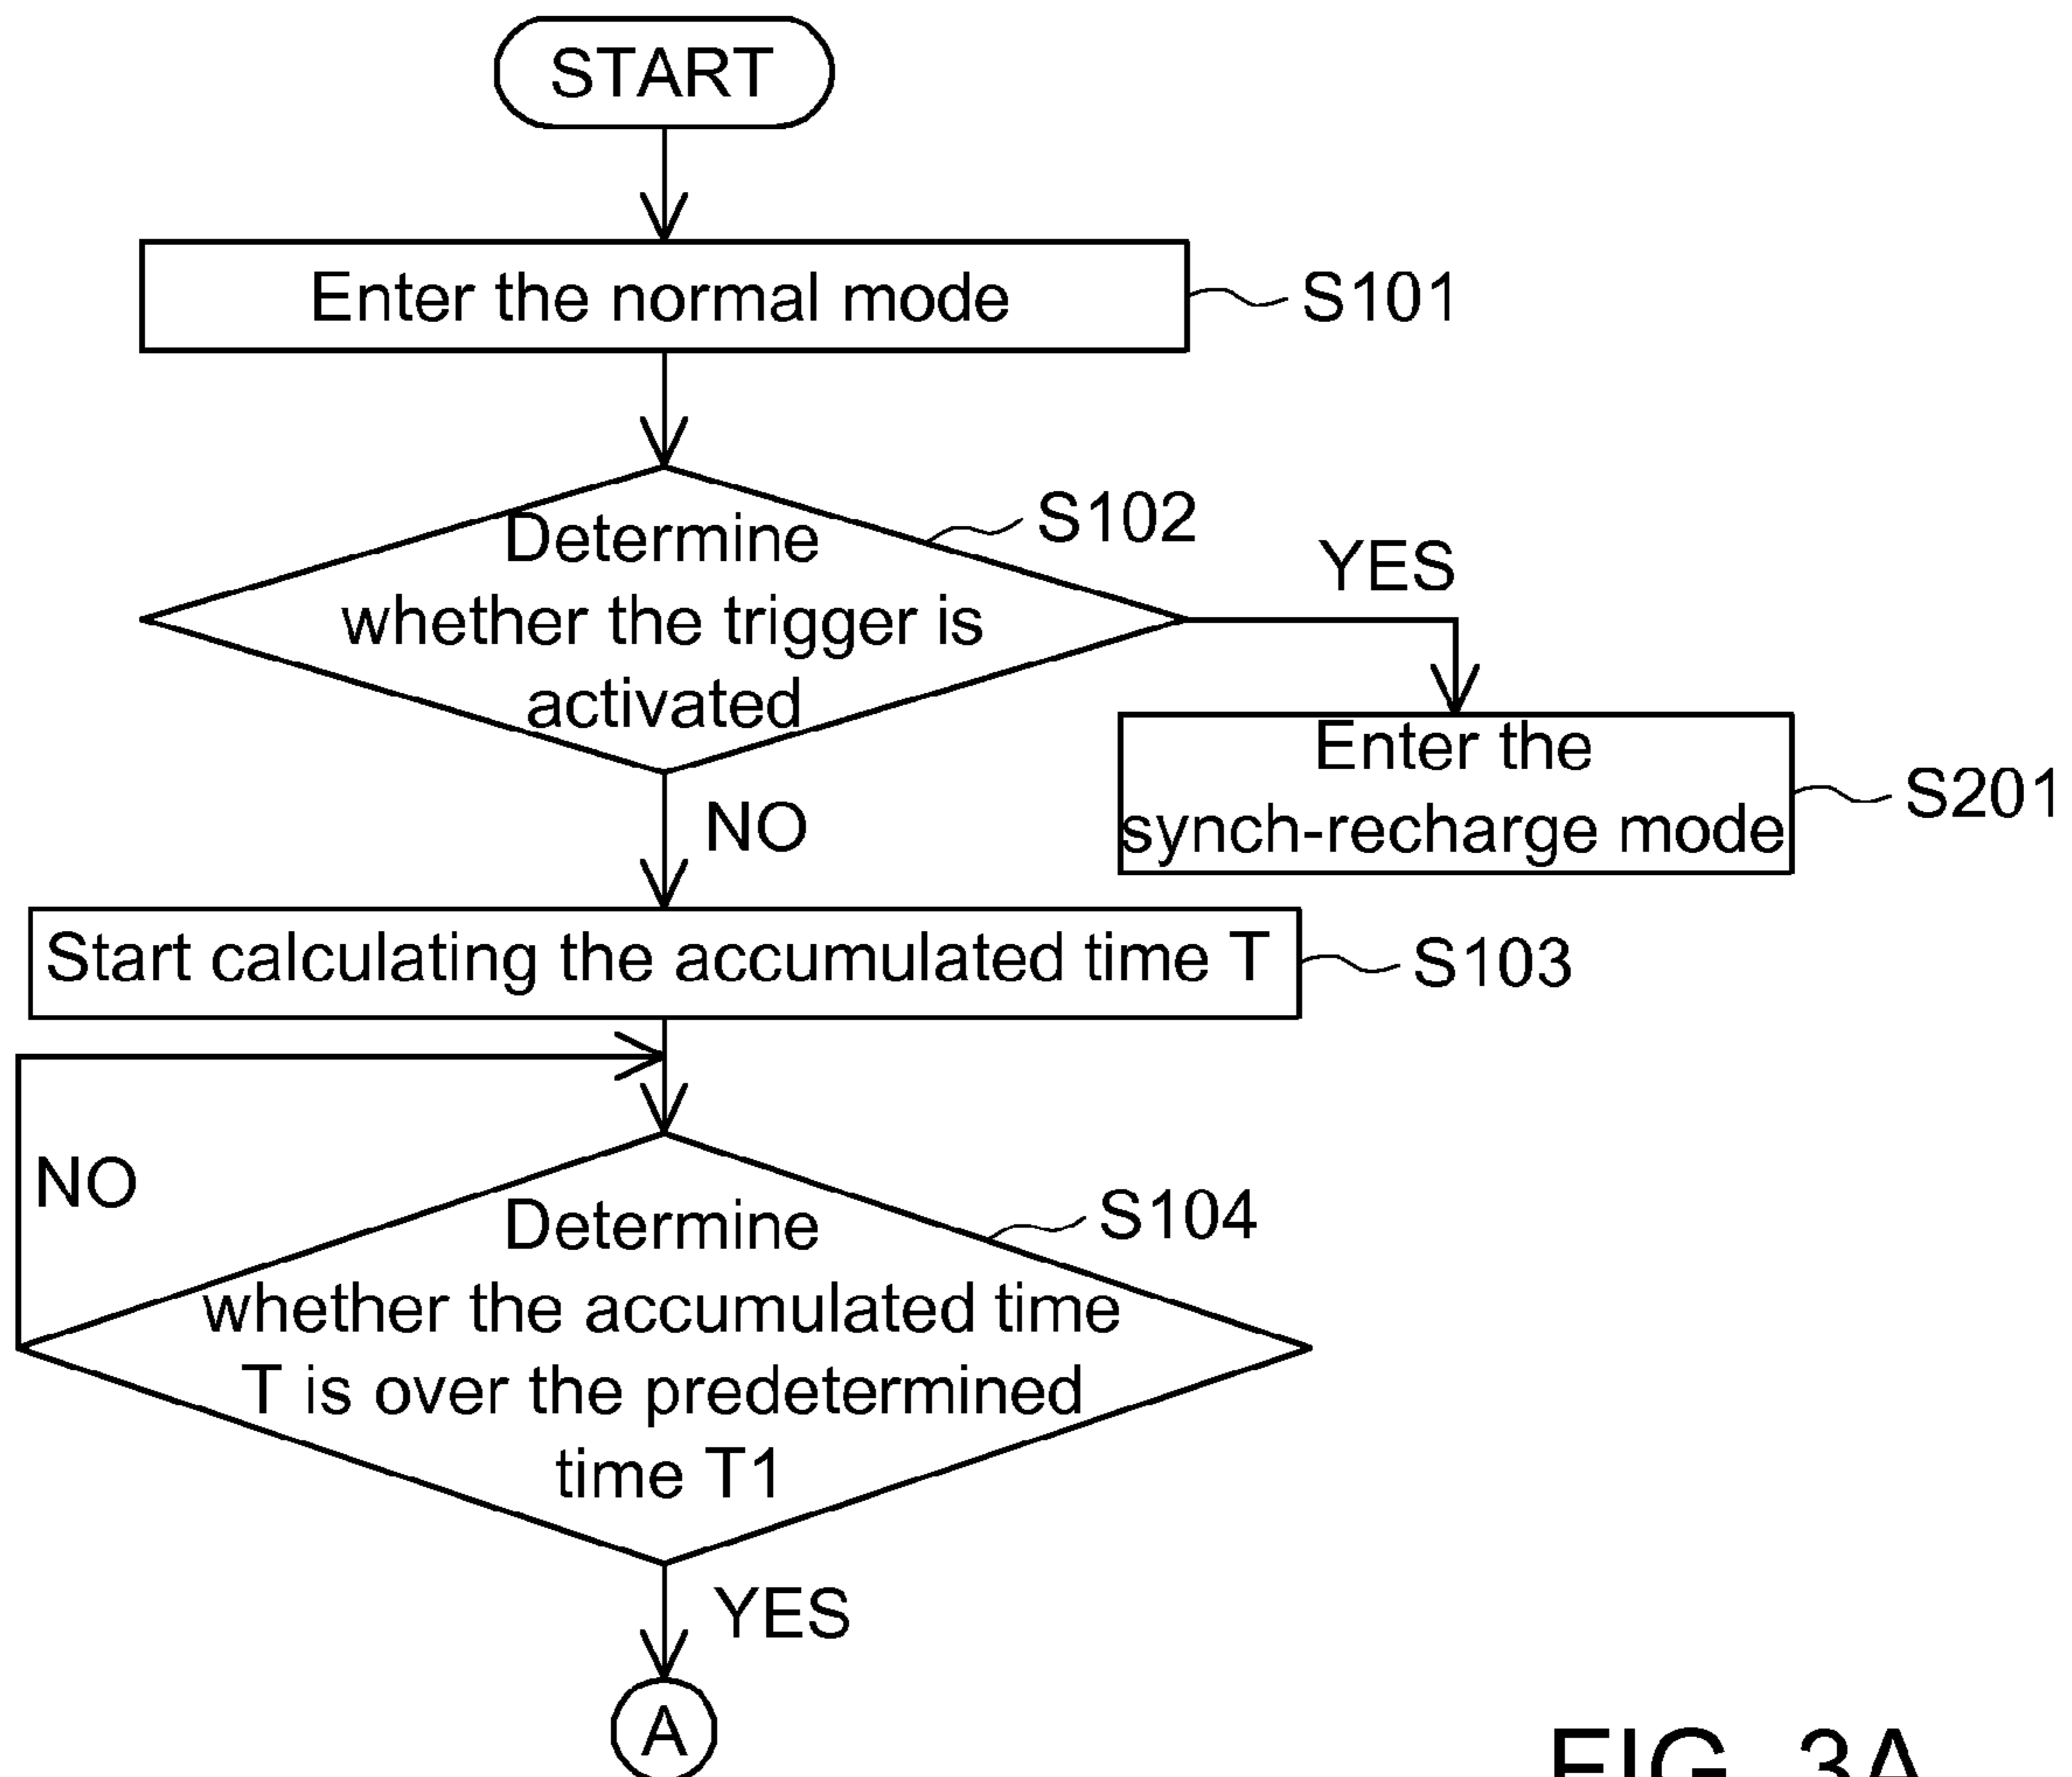 START
Enter the normal mode
S101
Determine
whether the trigger is
activated
S102
YES
Enter the
synch-recharge mode
S201
NO
Start calculating the accumulated time T
S103
NO
Determine
whether the accumulated time
T is over the predetermined
time T1
S104
YES
A
FIG. 3A